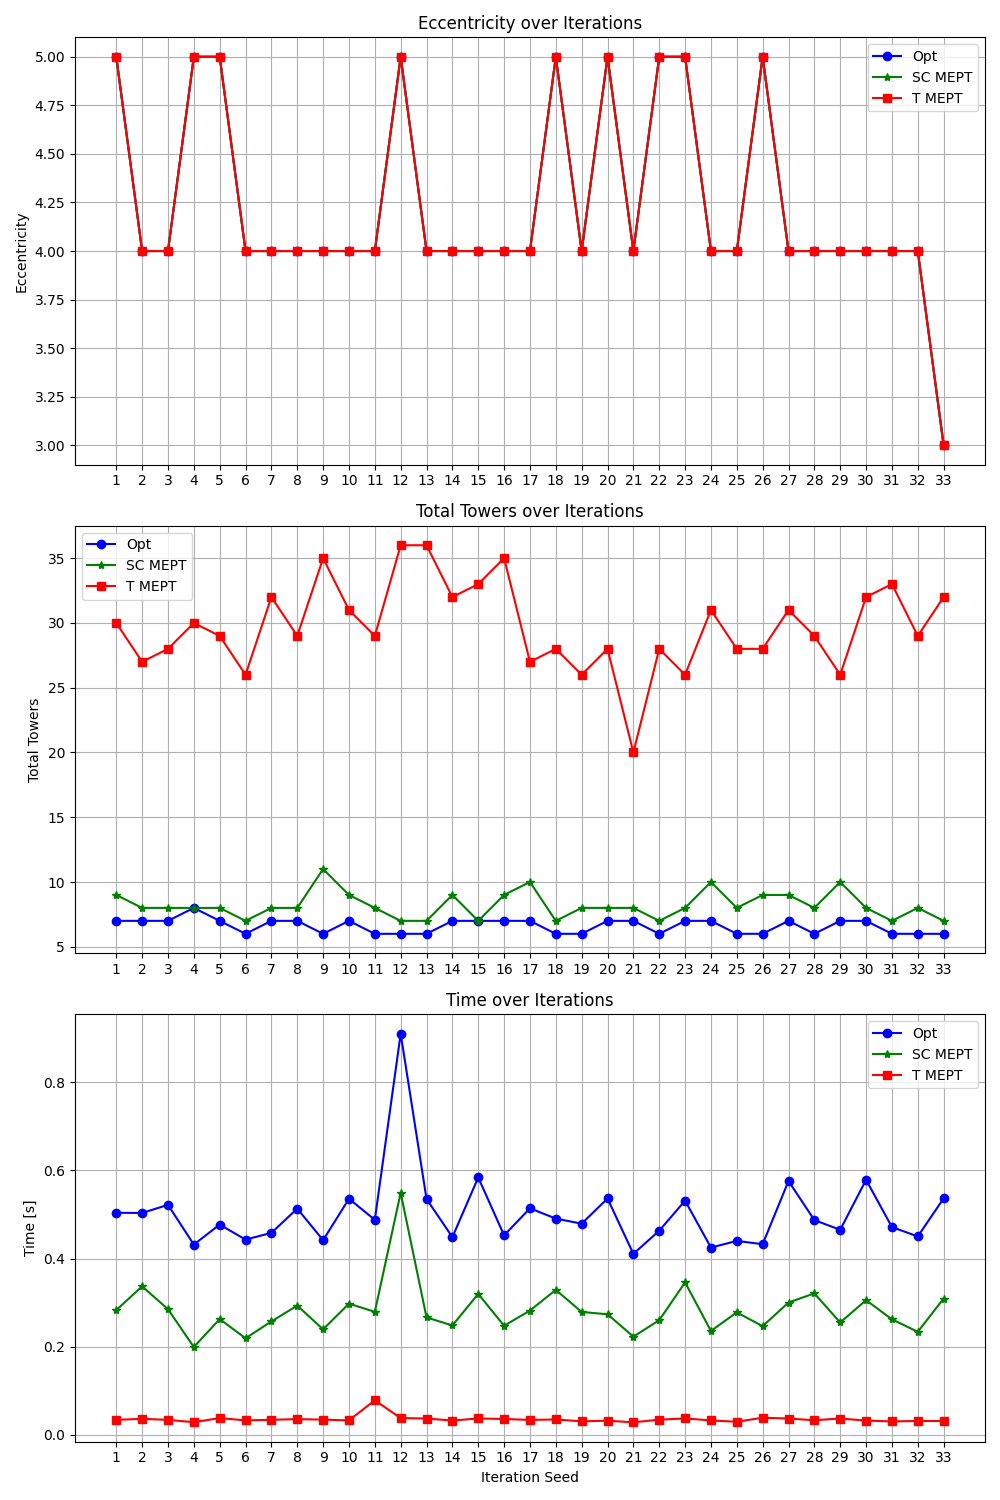 Eccentricity over Iterations
Opt
SC MEPT
T MEPT
5.00
4.75
4.50
4.25
4.00
3.75
3.50
3.25
3.00
Eccentricity
1 2 3 4 5 6 7 8 9 10 11 12 13 14 15 16 17 18 19 20 21 22 23 24 25 26 27 28 29 30 31 32 33
Total Towers over Iterations
Opt
SC MEPT
T MEPT
35
30
25
20
15
10
5
Total Towers
1 2 3 4 5 6 7 8 9 10 11 12 13 14 15 16 17 18 19 20 21 22 23 24 25 26 27 28 29 30 31 32 33
Time over Iterations
Opt
SC MEPT
T MEPT
0.8
0.6
0.4
0.2
0.0
Time [s]
1 2 3 4 5 6 7 8 9 10 11 12 13 14 15 16 17 18 19 20 21 22 23 24 25 26 27 28 29 30 31 32 33
Iteration Seed